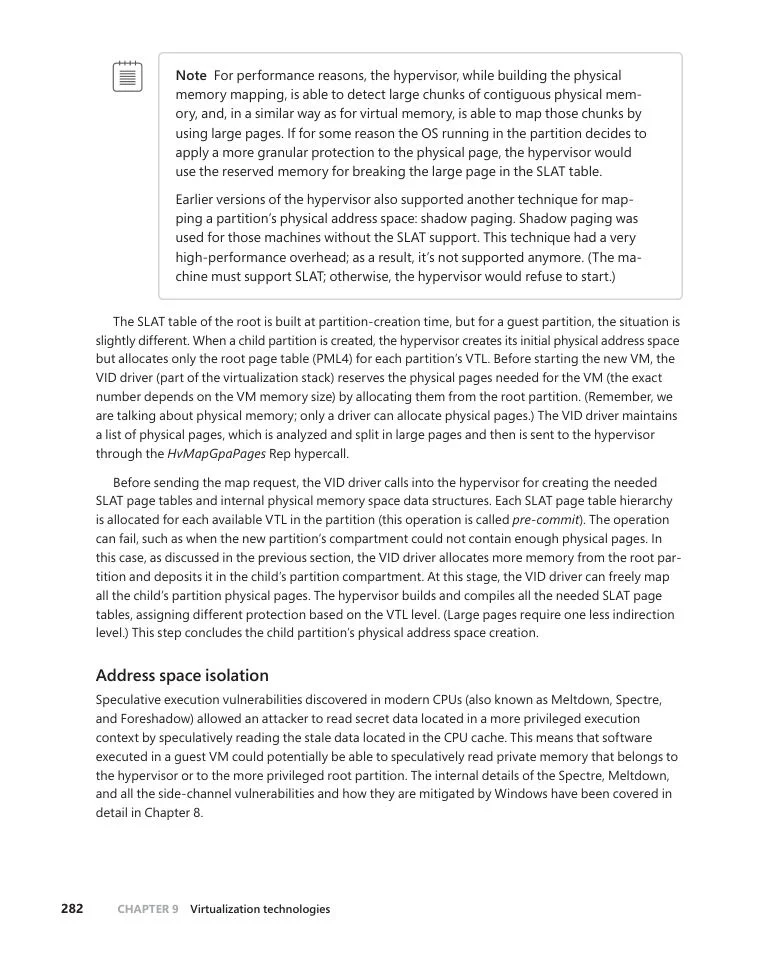 Note For performance reasons, the hypervisor, while building the physical
memory mapping, is able to detect large chunks of contiguous physical mem-
ory, and, in a similar way as for virtual memory, is able to map those chunks by
using large pages. If for some reason the OS running in the partition decides to
apply a more granular protection to the physical page, the hypervisor would
use the reserved memory for breaking the large page in the SLAT table.
Earlier versions of the hypervisor also supported another technique for map-
ping a partition’s physical address space: shadow paging. Shadow paging was
used for those machines without the SLAT support. This technique had a very
high-performance overhead; as a result, it’s not supported anymore. (The ma-
chine must support SLAT; otherwise, the hypervisor would refuse to start.)
The SLAT table of the root is built at partition-creation time, but for a guest partition, the situation is
slightly different. When a child partition is created, the hypervisor creates its initial physical address space
but allocates only the root page table (PML4) for each partition’s VTL. Before starting the new VM, the
VID driver (part of the virtualization stack) reserves the physical pages needed for the VM (the exact
number depends on the VM memory size) by allocating them from the root partition. (Remember, we
are talking about physical memory; only a driver can allocate physical pages.) The VID driver maintains
a list of physical pages, which is analyzed and split in large pages and then is sent to the hypervisor
through the HvMapGpaPages Rep hypercall.
Before sending the map request, the VID driver calls into the hypervisor for creating the needed
SLAT page tables and internal physical memory space data structures. Each SLAT page table hierarchy
is allocated for each available VTL in the partition (this operation is called pre-commit). The operation
can fail, such as when the new partition’s compartment could not contain enough physical pages. In
this case, as discussed in the previous section, the VID driver allocates more memory from the root par-
tition and deposits it in the child’s partition compartment. At this stage, the VID driver can freely map
all the child’s partition physical pages. The hypervisor builds and compiles all the needed SLAT page
tables, assigning different protection based on the VTL level. (Large pages require one less indirection
level.) This step concludes the child partition’s physical address space creation.
Address space isolation
Speculative execution vulnerabilities discovered in modern CPUs (also known as Meltdown, Spectre,
and Foreshadow) allowed an attacker to read secret data located in a more privileged execution
context by speculatively reading the stale data located in the CPU cache. This means that software
executed in a guest VM could potentially be able to speculatively read private memory that belongs to
the hypervisor or to the more privileged root partition. The internal details of the Spectre, Meltdown,
and all the side-channel vulnerabilities and how they are mitigated by Windows have been covered in
detail in Chapter 8.
282 CHAPTER 9 Virtualization technologies